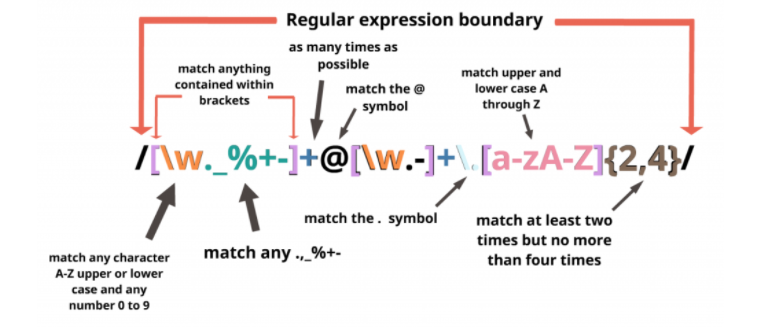 Regular expression boundary
as many times as
possible
match anything
contained within
brackets
match the @
symbol
match upper and
lower case A
through Z
/[\w._%+-]+@[\w.-]+\.[a-zA-Z]{2,4}/
match the . symbol
match at least two
times but no more
than four times
match any .,_%+-
match any character
A-Z upper or lower
case and any
number 0 to 9